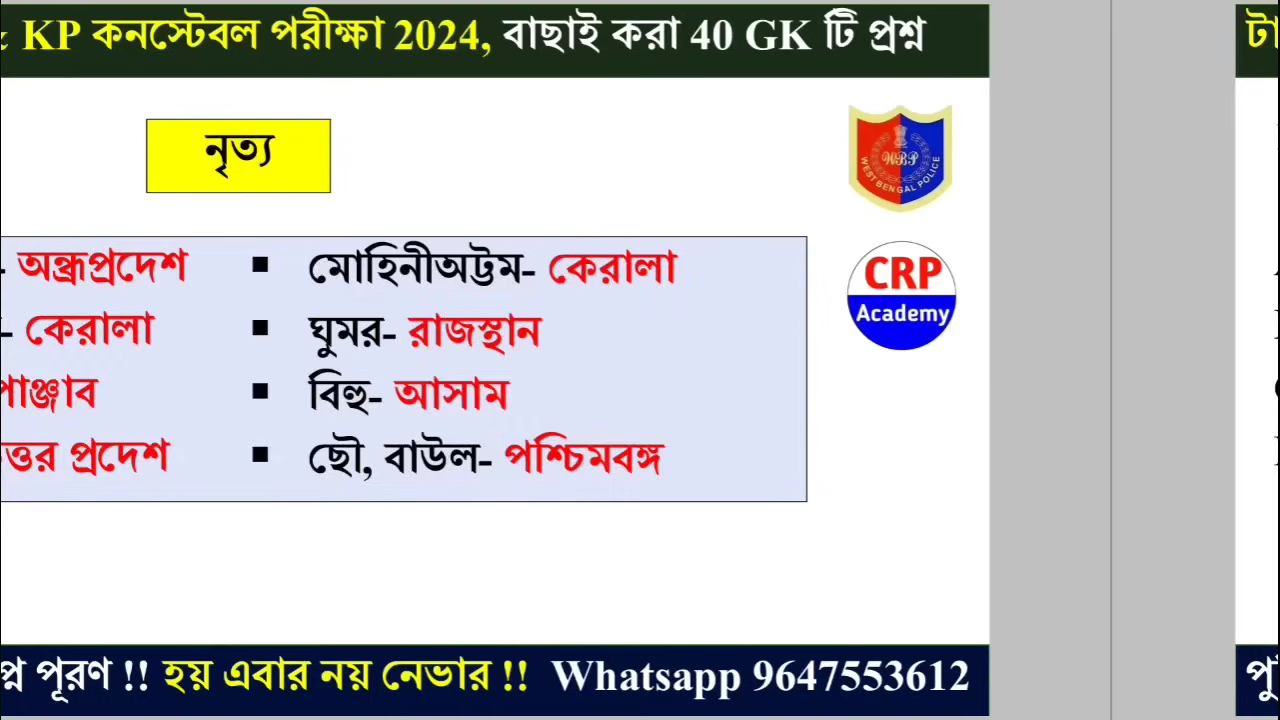 KP কনস্টেবল পরীক্ষা 2024, বাছাই করা 40 GK টি প্রশ্ন
নৃত্য
WBP
WEST BENGAL POLICE
CRP
Academy
- অন্ধ্রপ্রদেশ
- কেরালা
পাঞ্জাব
প্রদেশ
▪ মোহিনীঅট্টম- কেরালা
▪ ঘুমর- রাজস্থান
▪ বিহু- আসাম
▪ ছৌ, বাউল- পশ্চিমবঙ্গ
পূরণ !! হয় এবার নয় নেভার !! Whatsapp 9647553612